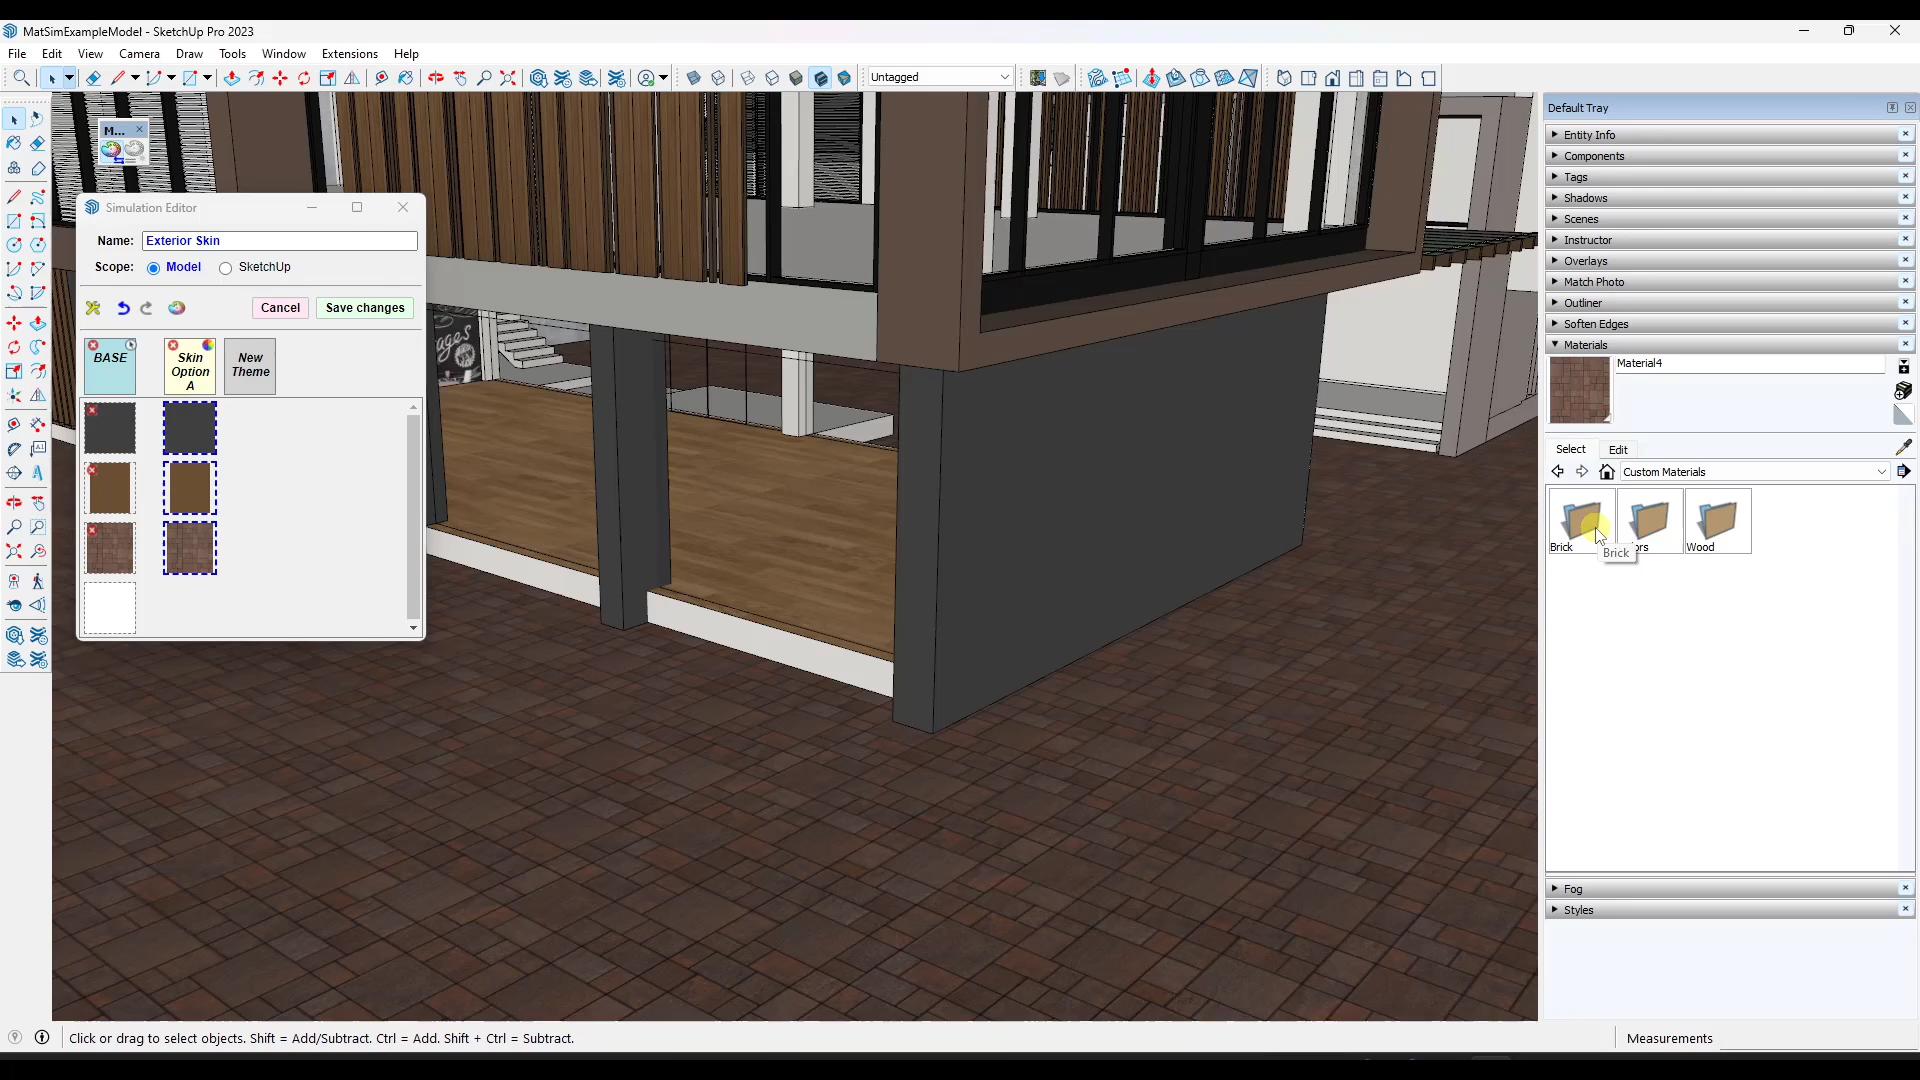 MatSimExampleModel - SketchUp Pro 2023
File Edit View Camera Draw Tools Window Extensions Help
Untagged
M...
Simulation Editor
Name: Exterior Skin
Scope: Model SketchUp
Cancel Save changes
BASE
Skin Option A
New Theme
ages
Default Tray
Entity Info
Components
Tags
Shadows
Scenes
Instructor
Overlays
Match Photo
Outliner
Soften Edges
Materials
Material4
Select Edit
Custom Materials
Brick ors Wood
Brick
Fog
Styles
Click or drag to select objects. Shift = Add/Subtract. Ctrl = Add. Shift + Ctrl = Subtract.
Measurements